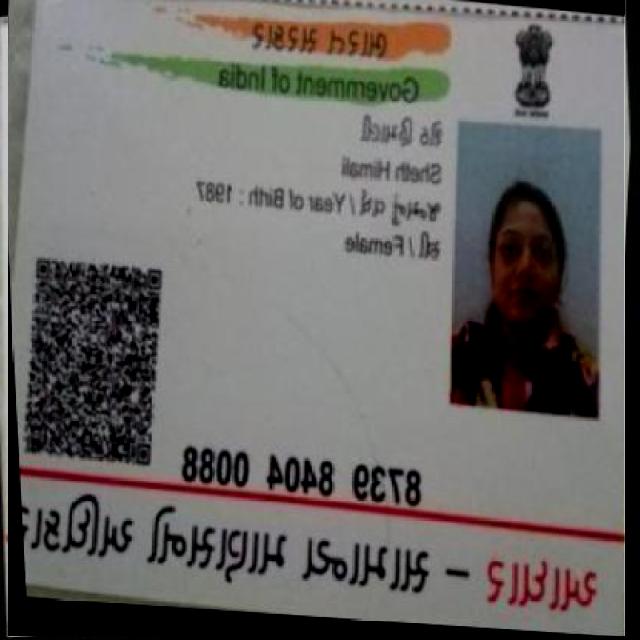 ભારત સરકાર
Government of India
શેઠ હિમાલી
Sheth Himali
જન્મનું વર્ષ / Year of Birth : 1987
સ્ત્રી / Female
8739 8404 0088
આધાર – સામાન્ય માણસનો અધિકાર